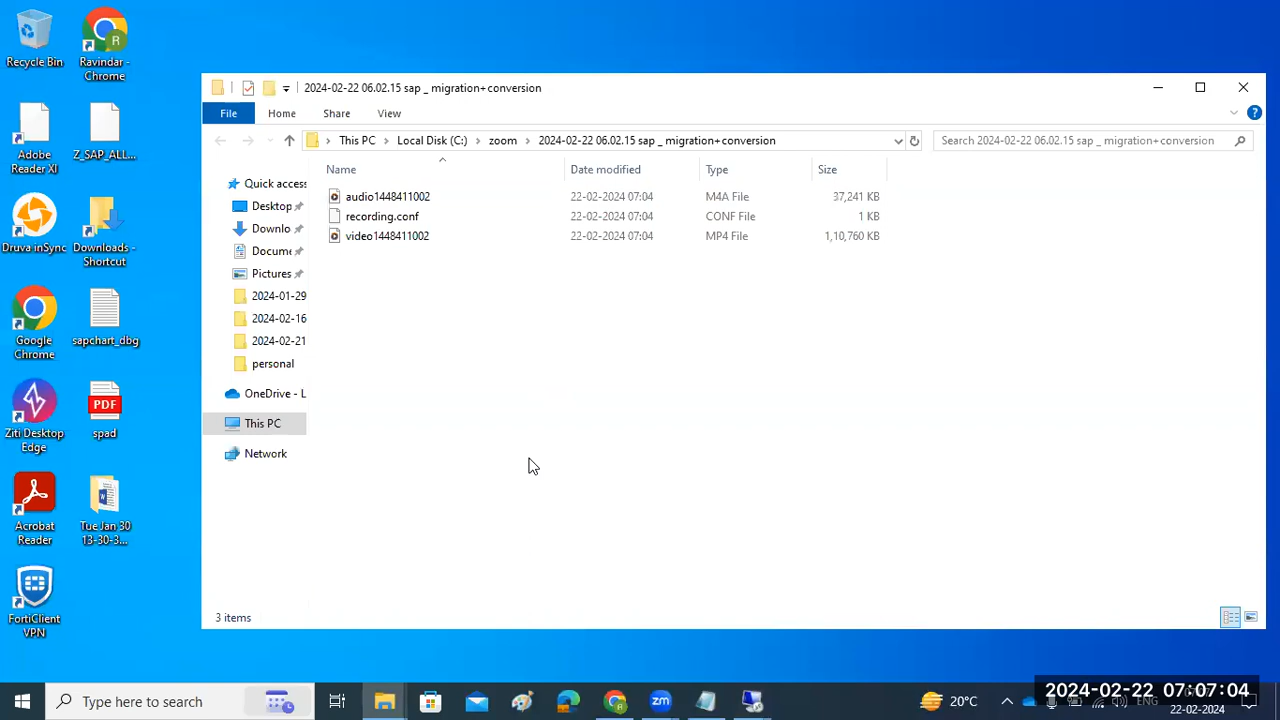 Recycle Bin
Ravindar -
Chrome
Adobe
Reader XI
Z_SAP_ALL...
Druva inSync
Downloads -
Shortcut
Google
Chrome
sapchart_dbg
Ziti Desktop
Edge
PDF
spad
Acrobat
Reader
Tue Jan 30
13-30-3...
FortiClient
VPN
2024-02-22 06.02.15 sap _ migration+conversion
File
Home
Share
View
This PC
Local Disk (C:)
zoom
2024-02-22 06.02.15 sap _ migration+conversion
Search 2024-02-22 06.02.15 sap _ migration+conversion
Quick access
Desktop
Downlo
Docume
Pictures
2024-01-29
2024-02-16
2024-02-21
personal
OneDrive - L
This PC
Network
Name
Date modified
Type
Size
audio1448411002
22-02-2024 07:04
M4A File
37,241 KB
recording.conf
22-02-2024 07:04
CONF File
1 KB
video1448411002
22-02-2024 07:04
MP4 File
1,10,760 KB
3 items
Type here to search
20°C
ENG
2024-02-22 07:07:04
22-02-2024